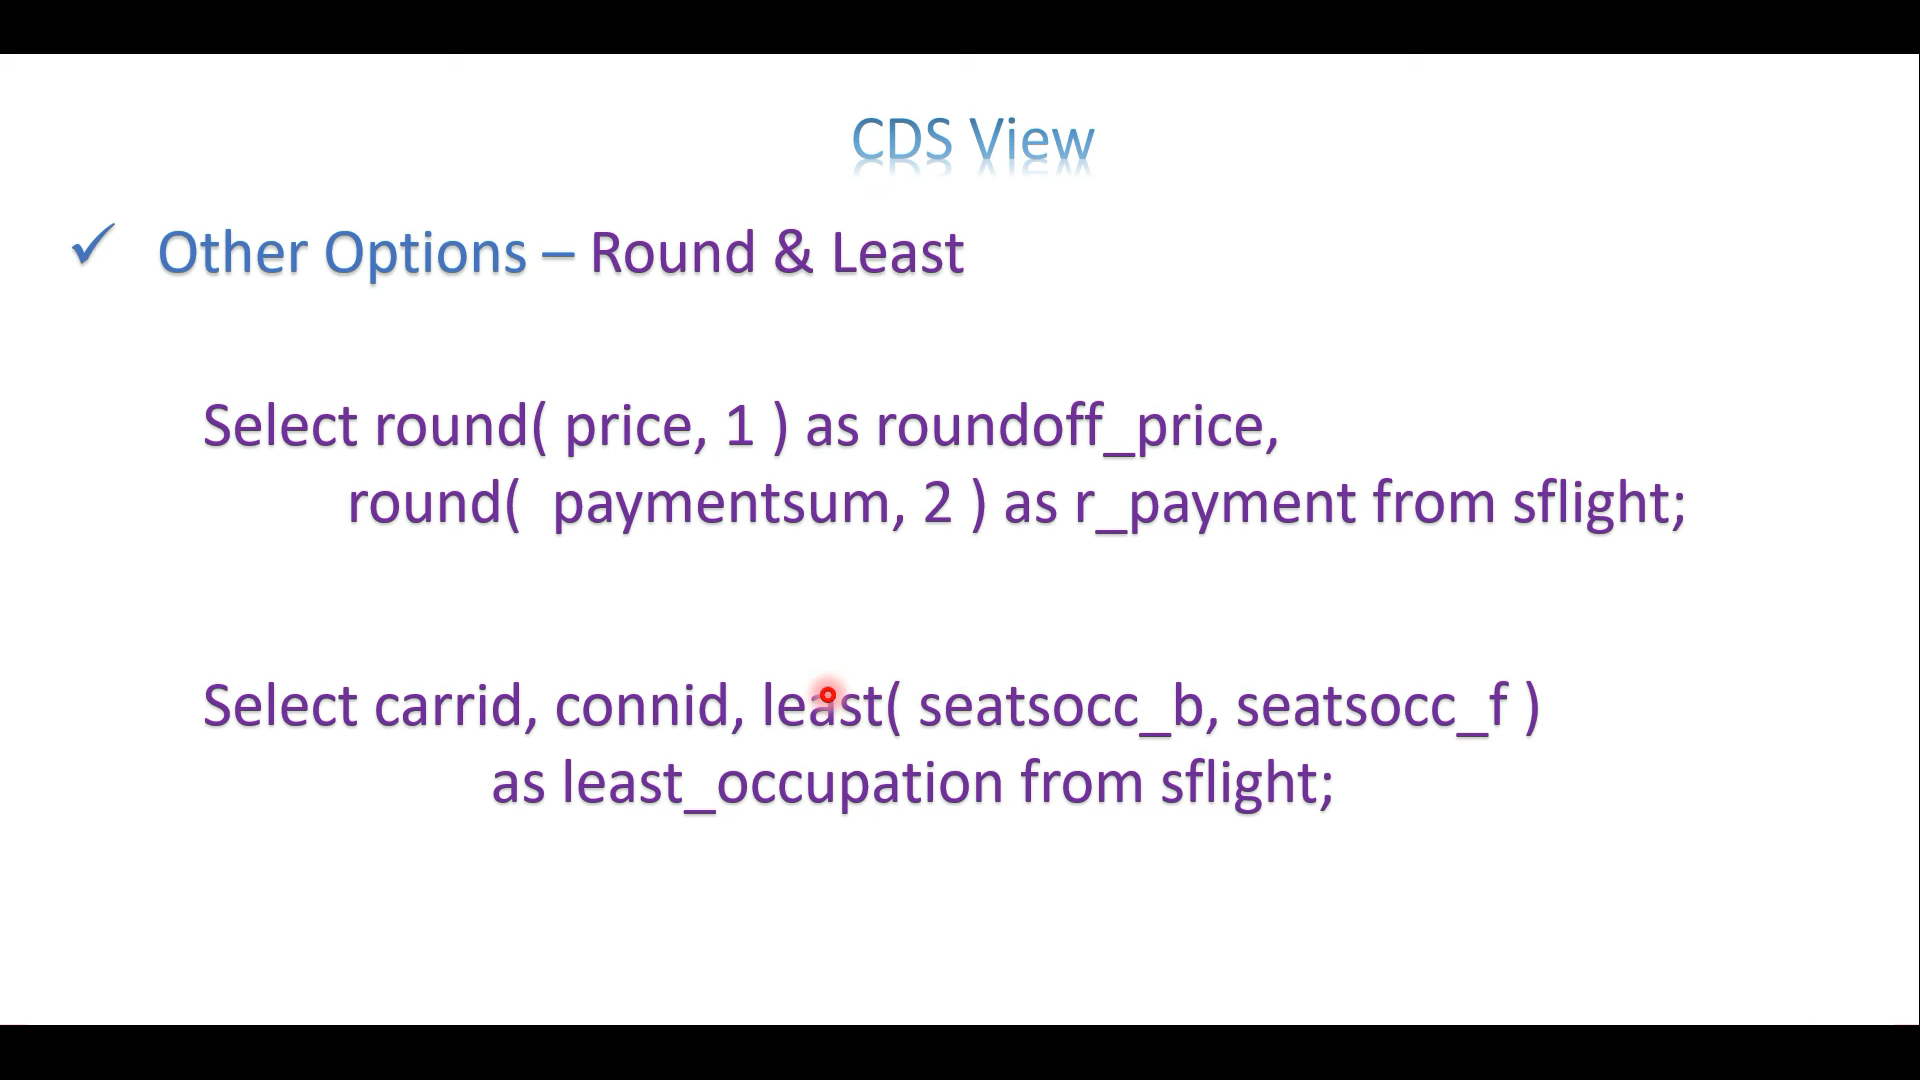 CDS View
✓ Other Options – Round & Least
Select round( price, 1 ) as roundoff_price,
round( paymentsum, 2 ) as r_payment from sflight;
Select carrid, connid, least( seatsocc_b, seatsocc_f )
as least_occupation from sflight;